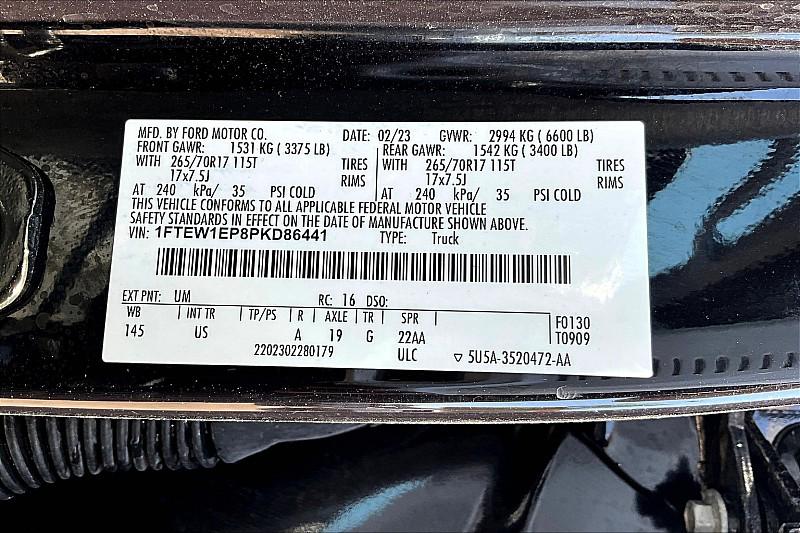 MFD. BY FORD MOTOR CO. DATE: 02/23 GVWR: 2994 KG ( 6600 LB)
FRONT GAWR: 1531 KG ( 3375 LB) REAR GAWR: 1542 KG ( 3400 LB)
WITH 265/70R17 115T TIRES WITH 265/70R17 115T TIRES
17x7.5J RIMS 17x7.5J RIMS
AT 240 kPa/ 35 PSI COLD AT 240 kPa/ 35 PSI COLD
THIS VEHICLE CONFORMS TO ALL APPLICABLE FEDERAL MOTOR VEHICLE
SAFETY STANDARDS IN EFFECT ON THE DATE OF MANUFACTURE SHOWN ABOVE.
VIN: 1FTEW1EP8PKD86441 TYPE: Truck
EXT PNT: UM RC: 16 DSO:
WB INT TR TP/PS R AXLE TR SPR F0130
145 US A 19 G 22AA T0909
2202302280179 ULC 5U5A-3520472-AA